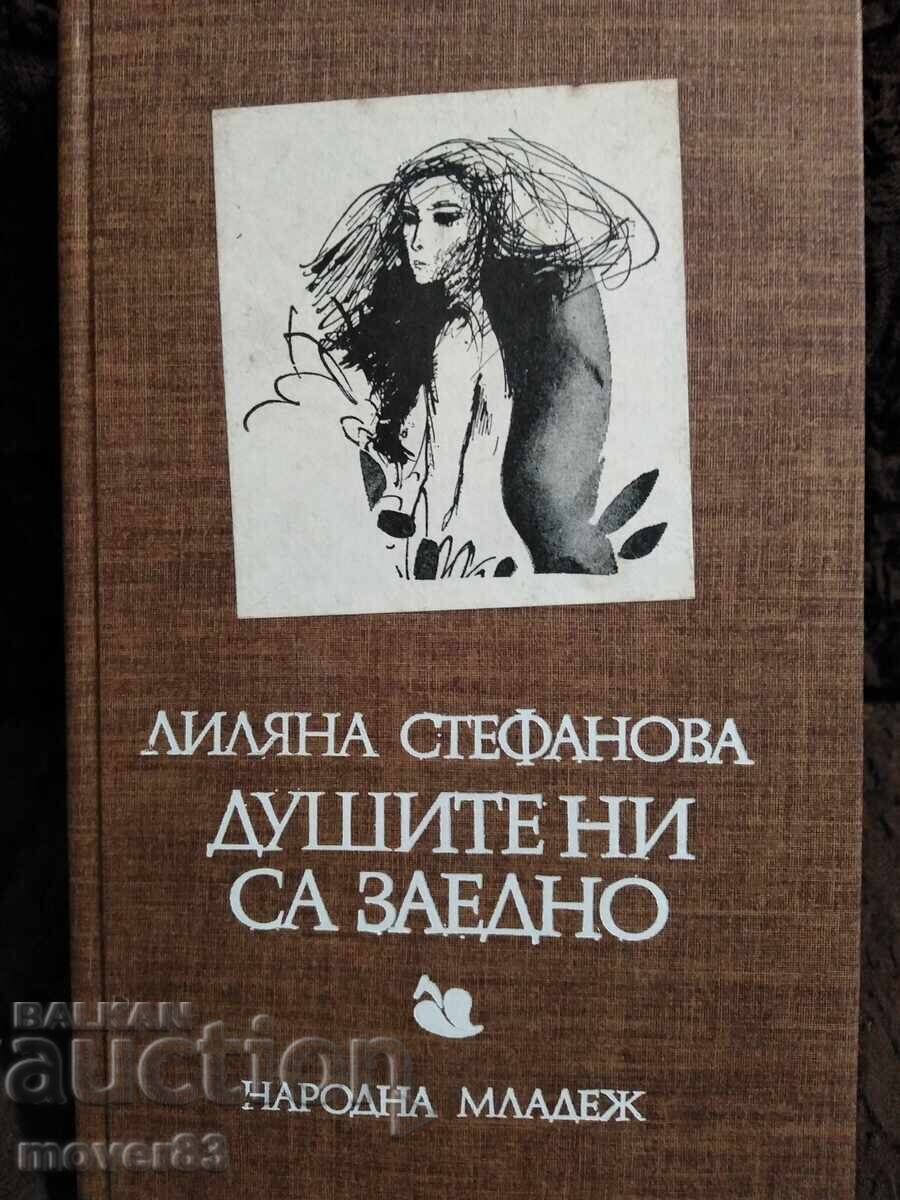 ЛИЛЯНА СТЕФАНОВА
ДУШИТЕ НИ
СА ЗАЕДНО
НАРОДНА МЛАДЕЖ
BALKAN
auction
mover83